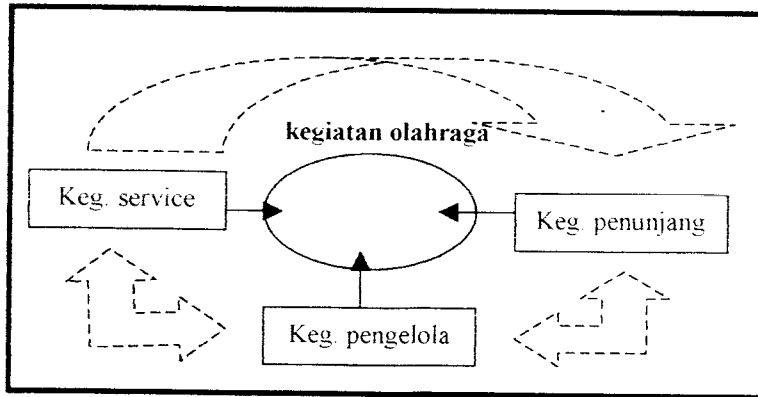 kegiatan olahraga
Keg. service
Keg. penunjang
Keg. pengelola